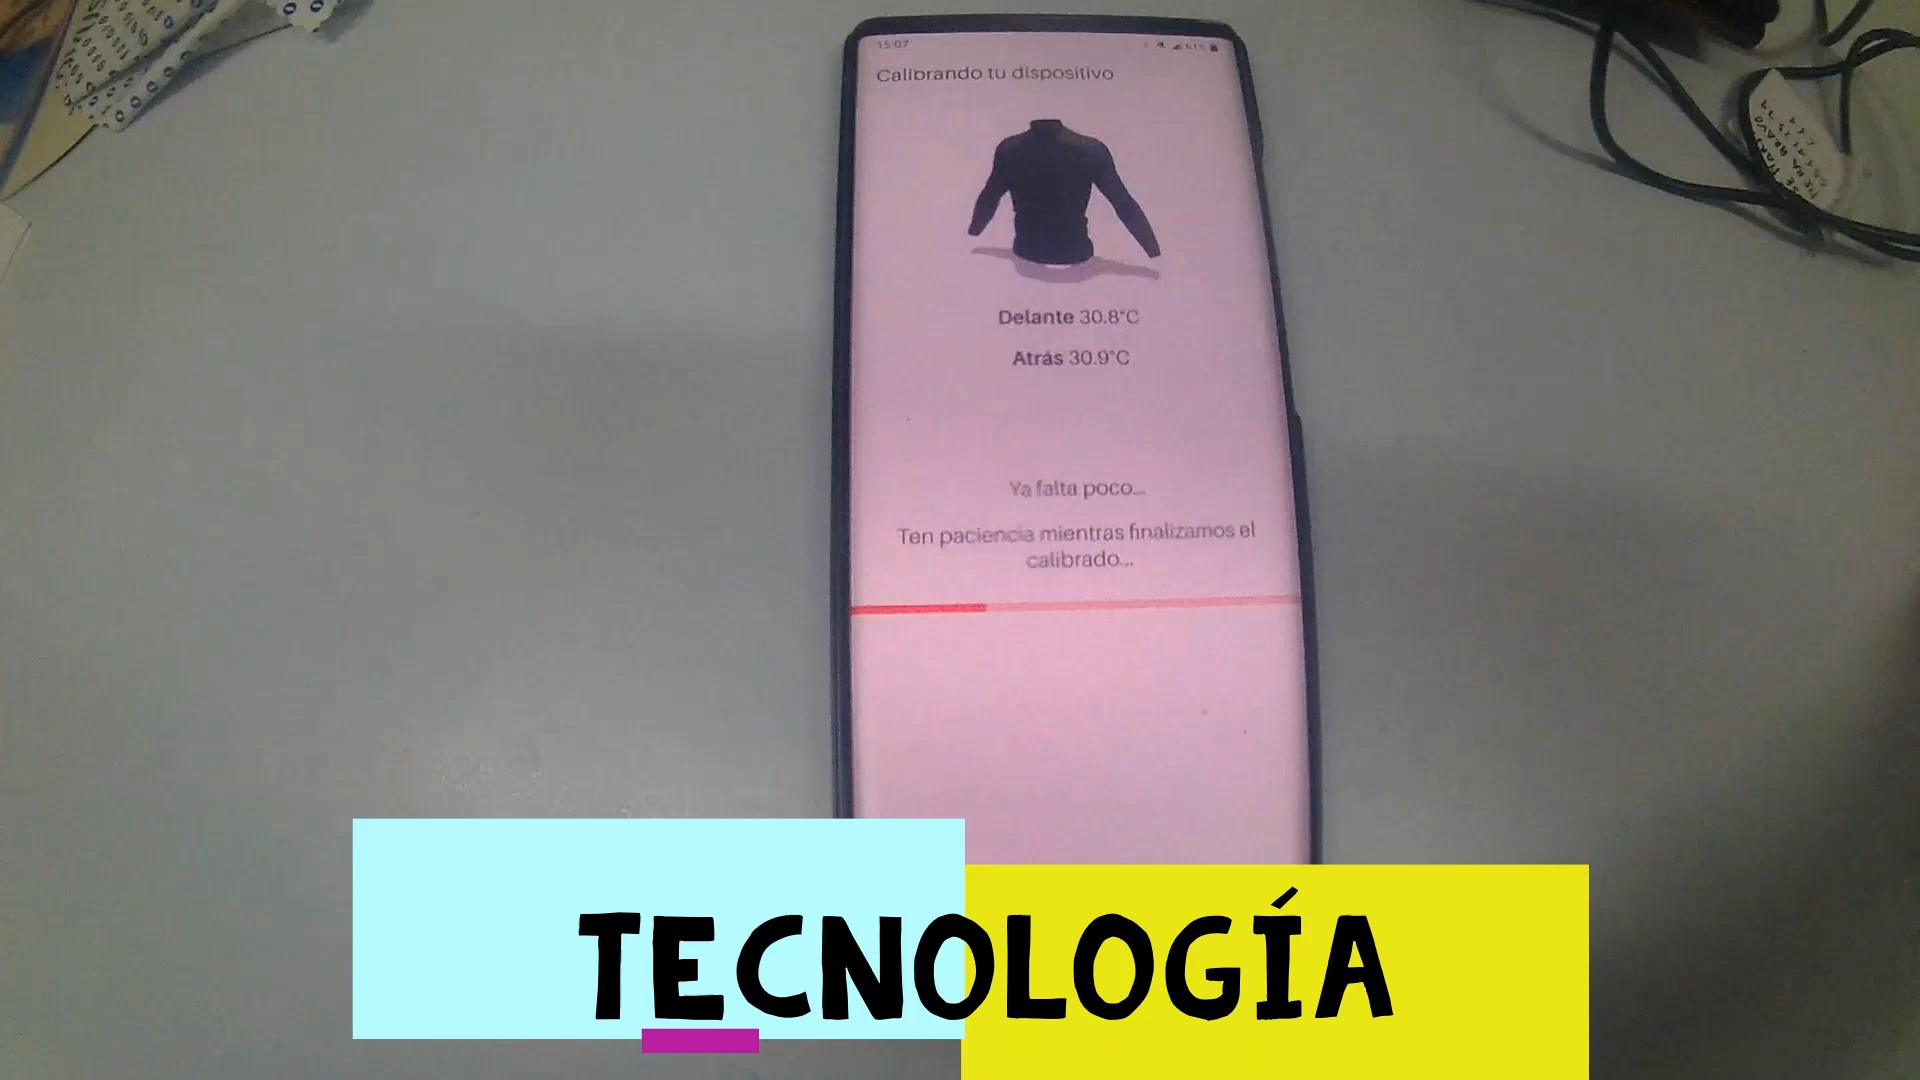 15:07
61%
Calibrando tu dispositivo
Delante 30.8°C
Atrás 30.9°C
Ya falta poco...
Ten paciencia mientras finalizamos el
calibrado...
TECNOLOGÍA